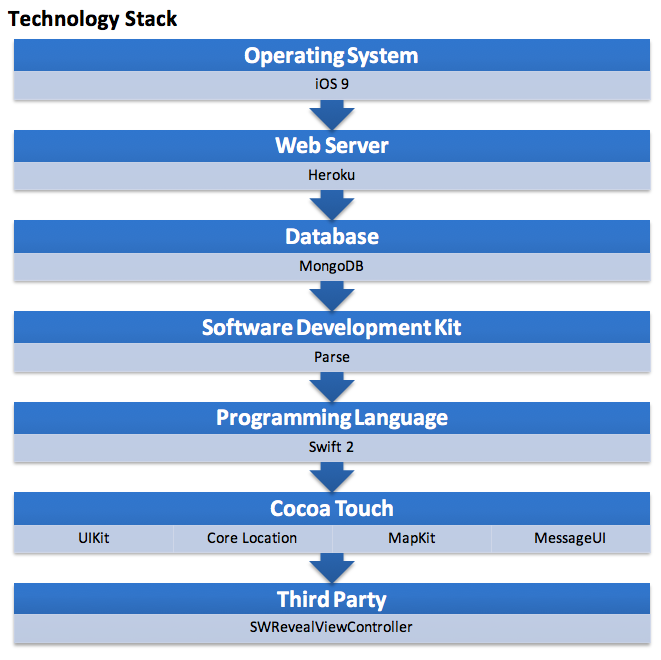 Technology Stack
Operating System
iOS 9
Web Server
Heroku
Database
MongoDB
Software Development Kit
Parse
Programming Language
Swift 2
Cocoa Touch
UIKit Core Location MapKit MessageUI
Third Party
SWRevealViewController